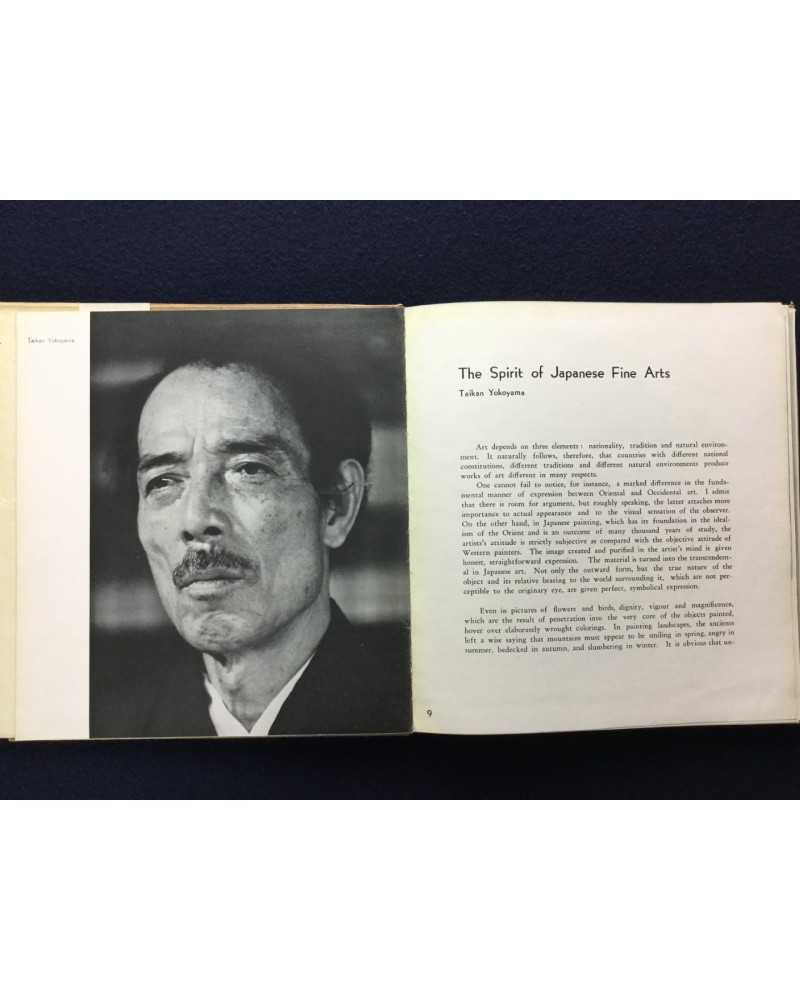 Taikan Yokoyama
The Spirit of Japanese Fine Arts
Taikan Yokoyama
Art depends on three elements: nationality, tradition and natural environ-
ment. It naturally follows, therefore, that countries with different national
constitutions, different traditions and different natural environments produce
works of art different in many respects.
One cannot fail to notice, for instance, a marked difference in the funda-
mental manner of expression between Oriental and Occidental art. I admit
that there is room for argument, but roughly speaking, the latter attaches more
importance to actual appearance and to the visual sensation of the observer.
On the other hand, in Japanese painting, which has its foundation in the ideal-
ism of the Orient and is an outcome of many thousand years of study, the
artists's attitude is strictly subjective as compared with the objective attitude of
Western painters. The image created and purified in the artist's mind is given
honest, straightforward expression. The material is turned into the transcendent-
al in Japanese art. Not only the outward form, but the true nature of the
object and its relative bearing to the world surrounding it, which are not per-
ceptible to the originary eye, are given perfect, symbolical expression.
Even in pictures of flowers and birds, dignity, vigour and magnificence,
which are the result of penetration into the very core of the objects painted,
hover over elaborately wrought colorings. In painting landscapes, the ancients
left a wise saying that mountains must appear to be smiling in spring, angry in
summer, bedecked in autumn, and slumbering in winter. It is obvious that un-
9